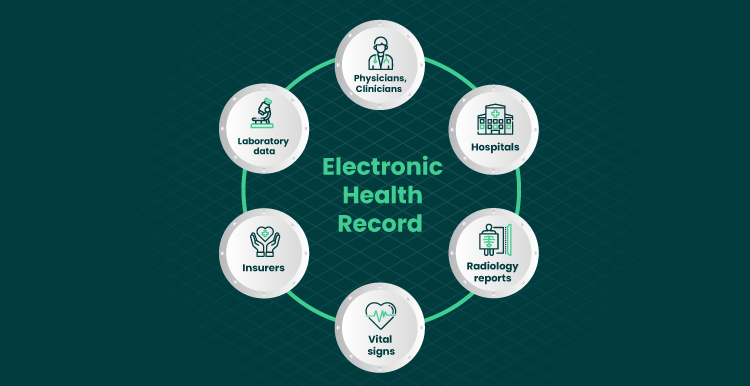 Physicians,
Clinicians
Hospitals
Radiology
reports
Vital
signs
Insurers
Laboratory
data
Electronic
Health
Record